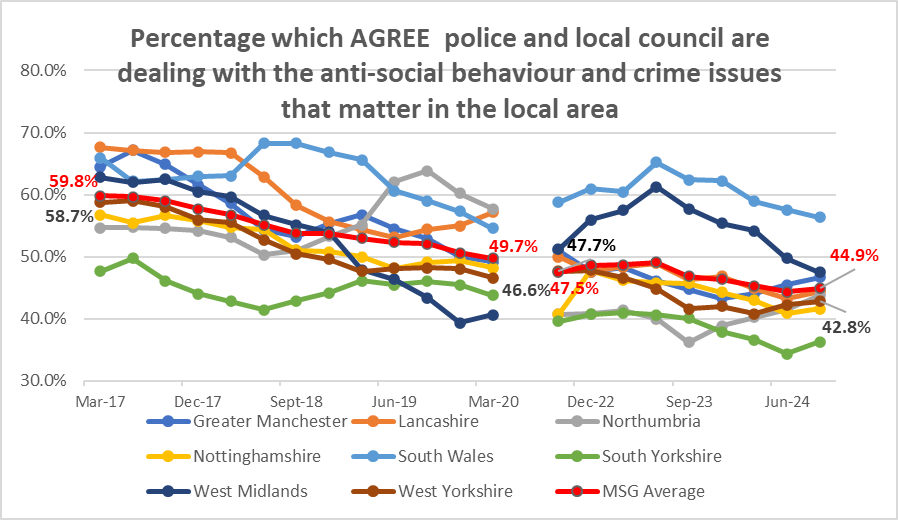 Percentage which AGREE  police and local council are
dealing with the anti-social behaviour and crime issues
that matter in the local area
80.0%
70.0%
60.0%
50.0%
40.0%
30.0%
59.8%
58.7%
49.7%
46.6%
47.7%
47.5%
44.9%
42.8%
Mar-17 Dec-17 Sept-18 Jun-19 Mar-20 Dec-22 Sep-23 Jun-24
Greater Manchester Lancashire Northumbria
Nottinghamshire South Wales South Yorkshire
West Midlands West Yorkshire MSG Average